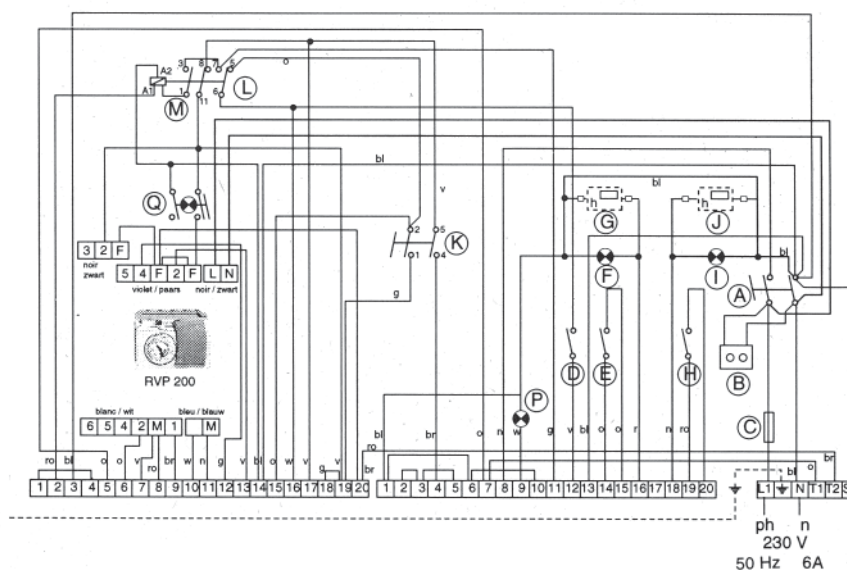 A2
3 8 7 5
o
A1
L
M
1
11
6
bl
bl
v
Q
h
G
h
J
2 5
K
bl
1 4
3 2 F
noir
zwart
5 4 F 2 F L N
violet / paars
noir / zwart
F
I
A
g
RVP 200
D
E
H
B
blanc / wit
bleu / blauw
P
C
6 5 4 2 M 1 M
bl br o n w g v bl o o r n ro
ro bl o o v ro br w n g v bl o w v g v br
ro
bl o br
1 2 3 4 5 6 7 8 9 10 11 12 13 14 15 16 17 18 19 20
1 2 3 4 5 6 7 8 9 10 11 12 13 14 15 16 17 18 19 20
L1 N T1 T2 S
ph n
230 V
50 Hz 6A